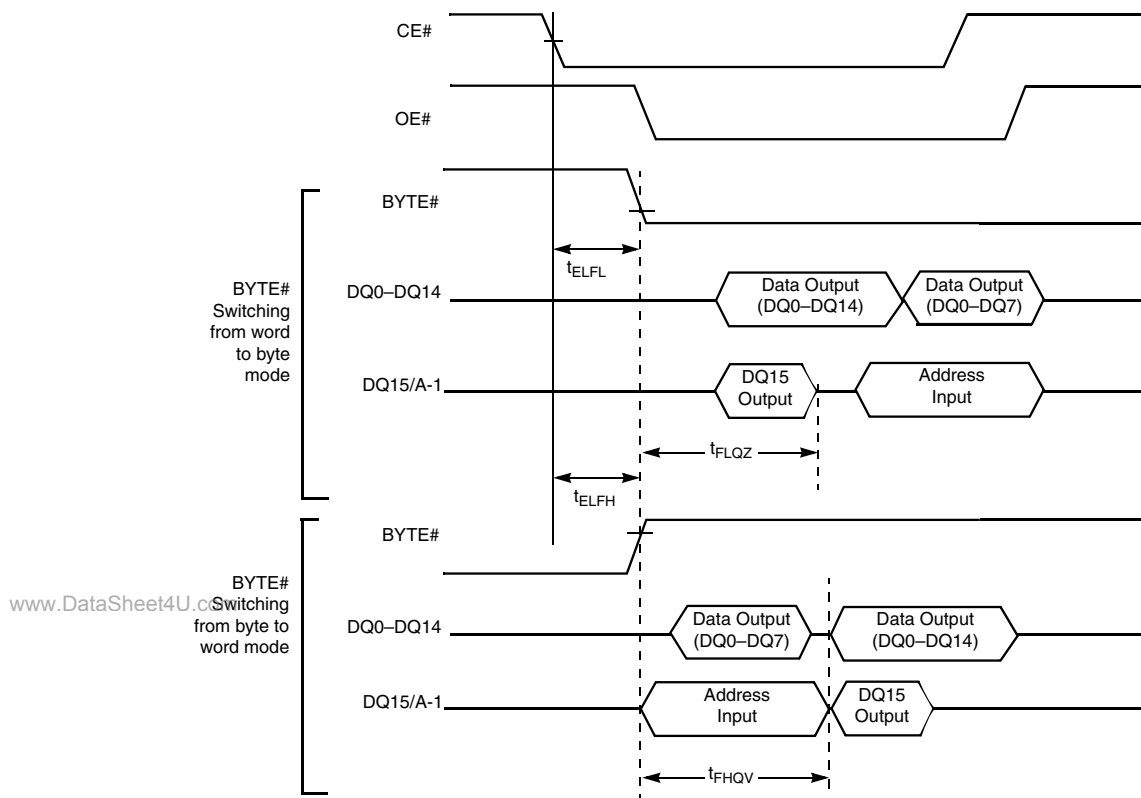 CE#
OE#
BYTE#
tELFL
BYTE#
Switching
from word
to byte
mode
DQ0–DQ14
Data Output
(DQ0–DQ14)
Data Output
(DQ0–DQ7)
DQ15/A-1
DQ15
Output
Address
Input
tFLQZ
tELFH
BYTE#
BYTE#
Switching
from byte to
word mode
www.DataSheet4U.com
DQ0–DQ14
Data Output
(DQ0–DQ7)
Data Output
(DQ0–DQ14)
DQ15/A-1
Address
Input
DQ15
Output
tFHQV